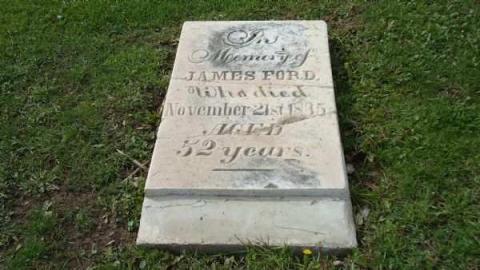 In
Memory of
JAMES FORD.
Who died
November 21st 1835
AGED
52 years.